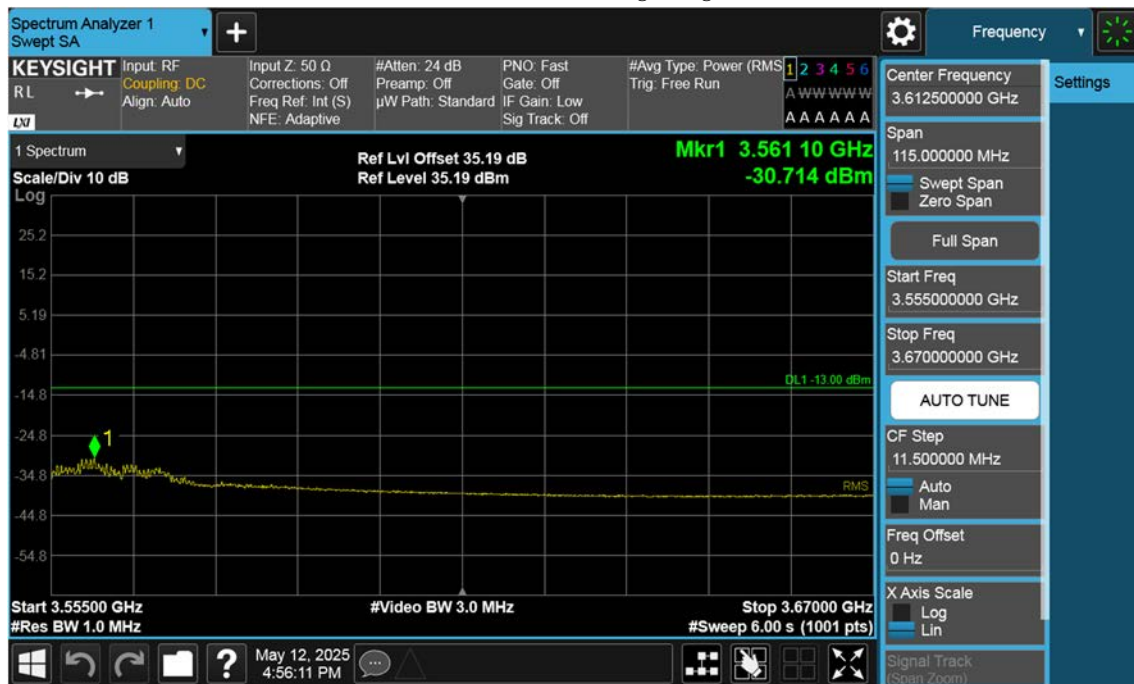 Spectrum Analyzer 1
Swept SA
Frequency
KEYSIGHT
RL
LXI
Input: RF
Coupling: DC
Align: Auto
Input Z: 50 Ω
Corrections: Off
Freq Ref: Int (S)
NFE: Adaptive
#Atten: 24 dB
Preamp: Off
µW Path: Standard
PNO: Fast
Gate: Off
IF Gain: Low
Sig Track: Off
#Avg Type: Power (RMS
Trig: Free Run
1 2 3 4 5 6
A W W W W W
A A A A A A
1 Spectrum
Scale/Div 10 dB
Ref Lvl Offset 35.19 dB
Ref Level 35.19 dBm
Mkr1 3.561 10 GHz
-30.714 dBm
Log
25.2
15.2
5.19
-4.81
-14.8
-24.8
-34.8
-44.8
-54.8
DL1 -13.00 dBm
1
RMS
Start 3.55500 GHz
#Res BW 1.0 MHz
#Video BW 3.0 MHz
Stop 3.67000 GHz
#Sweep 6.00 s (1001 pts)
May 12, 2025
4:56:11 PM
Center Frequency
3.612500000 GHz
Settings
Span
115.000000 MHz
Swept Span
Zero Span
Full Span
Start Freq
3.555000000 GHz
Stop Freq
3.670000000 GHz
AUTO TUNE
CF Step
11.500000 MHz
Auto
Man
Freq Offset
0 Hz
X Axis Scale
Log
Lin
Signal Track
(Span Zoom)